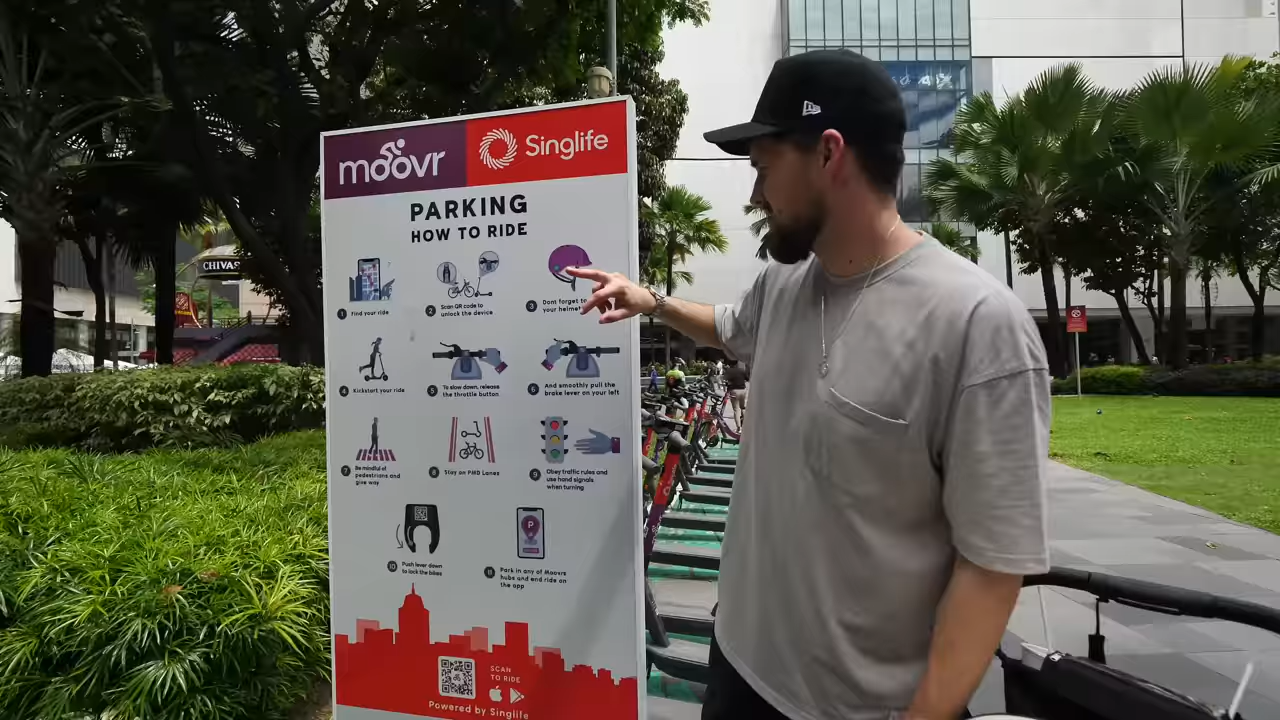 moovr
Singlife
PARKING
HOW TO RIDE
1 Find your ride
2 Scan QR code to
unlock the device
3 Dont forget to
your helmet
4 Kickstart your ride
5 To slow down, release
the throttle button
6 And smoothly pull the
brake lever on your left
7 Be mindful of
pedestrians and
give way
8 Stay on PMD Lanes
9 Obey traffic rules and
use hand signals
when turning
10 Push lever down
to lock the bikes
11 Park in any of Moovrs
hubs and end ride on
the app
P
SCAN
TO RIDE
Powered by Singlife
CHIVAS